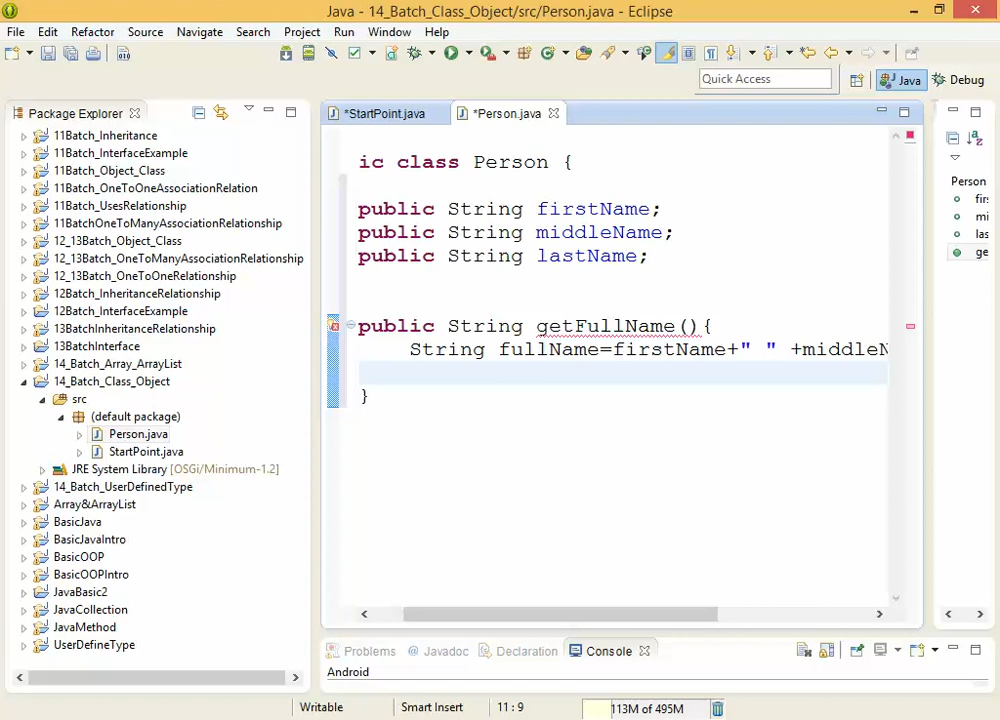 Java - 14_Batch_Class_Object/src/Person.java - Eclipse
File Edit Refactor Source Navigate Search Project Run Window Help
Quick Access
Java
Debug
Package Explorer
*StartPoint.java
*Person.java
11Batch_Inheritance
11Batch_InterfaceExample
11Batch_Object_Class
11Batch_OneToOneAssociationRelation
11Batch_UsesRelationship
11BatchOneToManyAssociationRelationship
12_13Batch_Object_Class
12_13Batch_OneToManyAssociationRelationship
12_13Batch_OneToOneRelationship
12Batch_InheritanceRelationship
12Batch_InterfaceExample
13BatchInheritanceRelationship
13BatchInterface
14_Batch_Array_ArrayList
14_Batch_Class_Object
src
(default package)
Person.java
StartPoint.java
JRE System Library [OSGi/Minimum-1.2]
14_Batch_UserDefinedType
Array&ArrayList
BasicJava
BasicJavaIntro
BasicOOP
BasicOOPIntro
JavaBasic2
JavaCollection
JavaMethod
UserDefineType
ic class Person {
public String firstName;
public String middleName;
public String lastName;
public String getFullName(){
String fullName=firstName+" " +middleN
}
Person
firs
mi
las
ge
Problems
@ Javadoc
Declaration
Console
Android
Writable
Smart Insert
11 : 9
113M of 495M